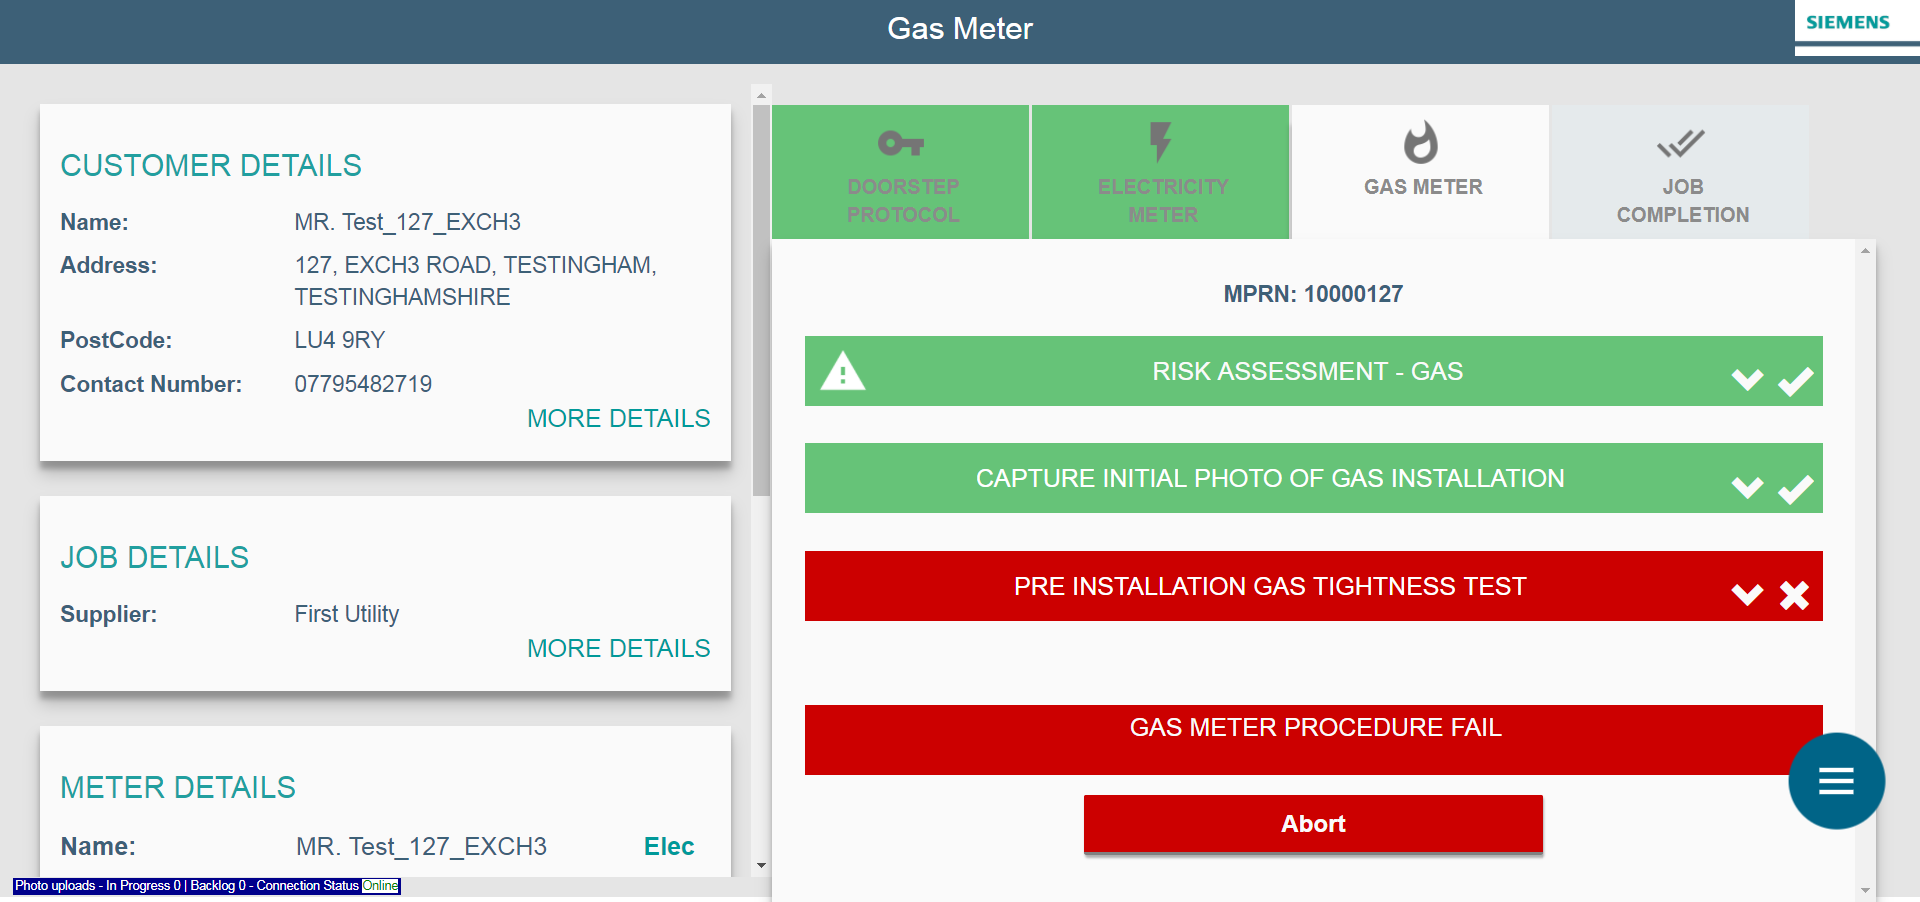 Gas Meter
SIEMENS
CUSTOMER DETAILS
Name: MR. Test_127_EXCH3
Address: 127, EXCH3 ROAD, TESTINGHAM,
TESTINGHAMSHIRE
PostCode: LU4 9RY
Contact Number: 07795482719
MORE DETAILS
JOB DETAILS
Supplier: First Utility
MORE DETAILS
METER DETAILS
Name: MR. Test_127_EXCH3 Elec
Photo uploads - In Progress 0 | Backlog 0 - Connection Status Online
DOORSTEP
PROTOCOL
ELECTRICITY
METER
GAS METER
JOB
COMPLETION
MPRN: 10000127
RISK ASSESSMENT - GAS
CAPTURE INITIAL PHOTO OF GAS INSTALLATION
PRE INSTALLATION GAS TIGHTNESS TEST
GAS METER PROCEDURE FAIL
Abort